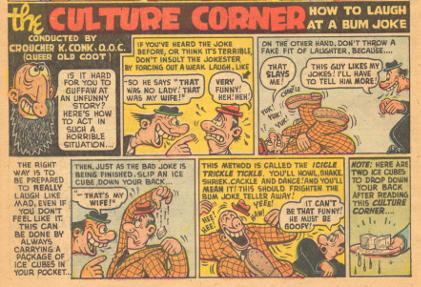 the CULTURE CORNER
HOW TO LAUGH
AT A BUM JOKE
CONDUCTED BY
CROUCHER K. CONK, Q.O.C.
(QUEER OLD COOT)
IS IT HARD
FOR YOU TO
GUFFAW AT
AN UNFUNNY
STORY?
HERE'S HOW
TO ACT IN
SUCH A
HORRIBLE
SITUATION...
IF YOU'VE HEARD THE JOKE
BEFORE, OR THINK IT'S TERRIBLE,
DON'T INSULT THE JOKESTER
BY FORCING OUT A WEAK LAUGH, LIKE
"SO HE SAYS "THAT
WAS NO LADY! THAT
WAS MY WIFE!"
VERY
FUNNY!
HEH! HEH!
ON THE OTHER HAND, DON'T THROW A
FAKE FIT OF LAUGHTER, BECAUSE....
THAT
SLAYS
ME!
THIS GUY LIKES MY
JOKES! I'LL HAVE
TO TELL HIM MORE!
YUK!
YUK!
YUK!
THE RIGHT
WAY IS TO
BE PREPARED
TO REALLY
LAUGH LIKE
MAD, EVEN IF
YOU DON'T
FEEL LIKE IT.
THIS CAN
BE DONE BY
ALWAYS
CARRYING A
PACKAGE OF
ICE CUBES IN
YOUR POCKET...
THEN, JUST AS THE BAD JOKE IS
BEING FINISHED, SLIP AN ICE
CUBE DOWN YOUR BACK...
"THAT'S MY
WIFE!"
THIS METHOD IS CALLED THE ICICLE
TRICKLE TICKLE. YOU'LL HOWL, SHAKE,
SHRIEK, CACKLE AND DANCE! AND YOU'LL
MEAN IT! THIS SHOULD FRIGHTEN THE
BUM JOKE TELLER AWAY!
HEE!
HEE!
YEEE!
HAW!
IT CAN'T
BE THAT FUNNY!
HE MUST BE
GOOPY!
NOTE: HERE ARE
TWO ICE CUBES
TO DROP DOWN
YOUR BACK
AFTER READING
THIS CULTURE
CORNER...